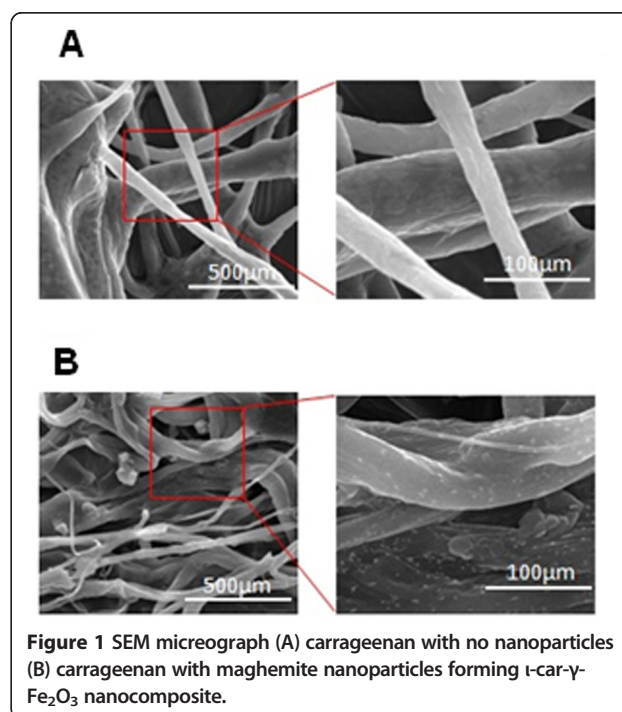 A
500µm
100µm
B
500µm
100µm
Figure 1 SEM micreograph (A) carrageenan with no nanoparticles
(B) carrageenan with maghemite nanoparticles forming ι-car-γ-
Fe₂O₃ nanocomposite.